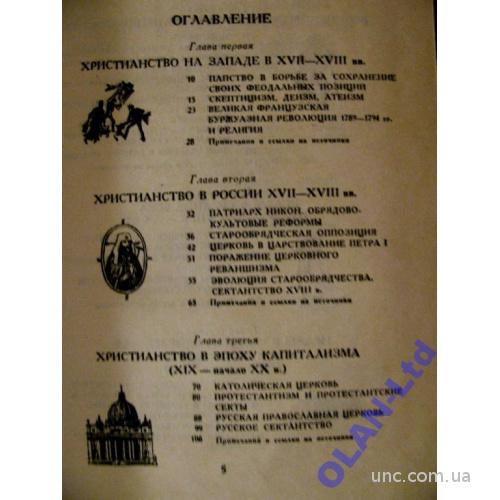 ОГЛАВЛЕНИЕ
Глава первая
ХРИСТИАНСТВО НА ЗАПАДЕ В XVII—XVIII вв.
10 ПАПСТВО В БОРЬБЕ ЗА СОХРАНЕНИЕ
СВОИХ ФЕОДАЛЬНЫХ ПОЗИЦИЙ
15 СКЕПТИЦИЗМ, ДЕИЗМ, АТЕИЗМ
23 ВЕЛИКАЯ ФРАНЦУЗСКАЯ
БУРЖУАЗНАЯ РЕВОЛЮЦИЯ 1789—1794 гг.
И РЕЛИГИЯ
28 Примечания и ссылки на источники
Глава вторая
ХРИСТИАНСТВО В РОССИИ XVII—XVIII вв.
32 ПАТРИАРХ НИКОН. ОБРЯДОВО-
КУЛЬТОВЫЕ РЕФОРМЫ
36 СТАРООБРЯДЧЕСКАЯ ОППОЗИЦИЯ
42 ЦЕРКОВЬ В ЦАРСТВОВАНИЕ ПЕТРА I
51 ПОРАЖЕНИЕ ЦЕРКОВНОГО
РЕВАНШИЗМА
55 ЭВОЛЮЦИЯ СТАРООБРЯДЧЕСТВА.
СЕКТАНТСТВО XVIII в.
65 Примечания и ссылки на источники
Глава третья
ХРИСТИАНСТВО В ЭПОХУ КАПИТАЛИЗМА
(XIX — начало XX в.)
70 КАТОЛИЧЕСКАЯ ЦЕРКОВЬ
80 ПРОТЕСТАНТИЗМ И ПРОТЕСТАНТСКИЕ
СЕКТЫ
88 РУССКАЯ ПРАВОСЛАВНАЯ ЦЕРКОВЬ
99 РУССКОЕ СЕКТАНТСТВО
106 Примечания и ссылки на источники
5
OLAN-Ltd
unc.com.ua